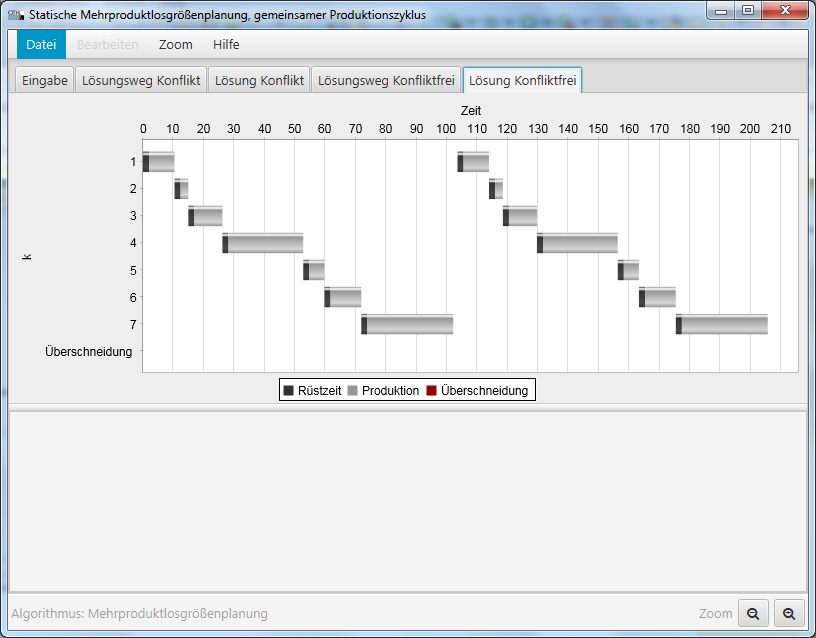 Statische Mehrproduktlosgrößenplanung, gemeinsamer Produktionszyklus
Datei Bearbeiten Zoom Hilfe
Eingabe Lösungsweg Konflikt Lösung Konflikt Lösungsweg Konfliktfrei Lösung Konfliktfrei
Zeit
0 10 20 30 40 50 60 70 80 90 100 110 120 130 140 150 160 170 180 190 200 210
1
2
3
4
k
5
6
7
Überschneidung
Rüstzeit Produktion Überschneidung
Algorithmus: Mehrproduktlosgrößenplanung Zoom